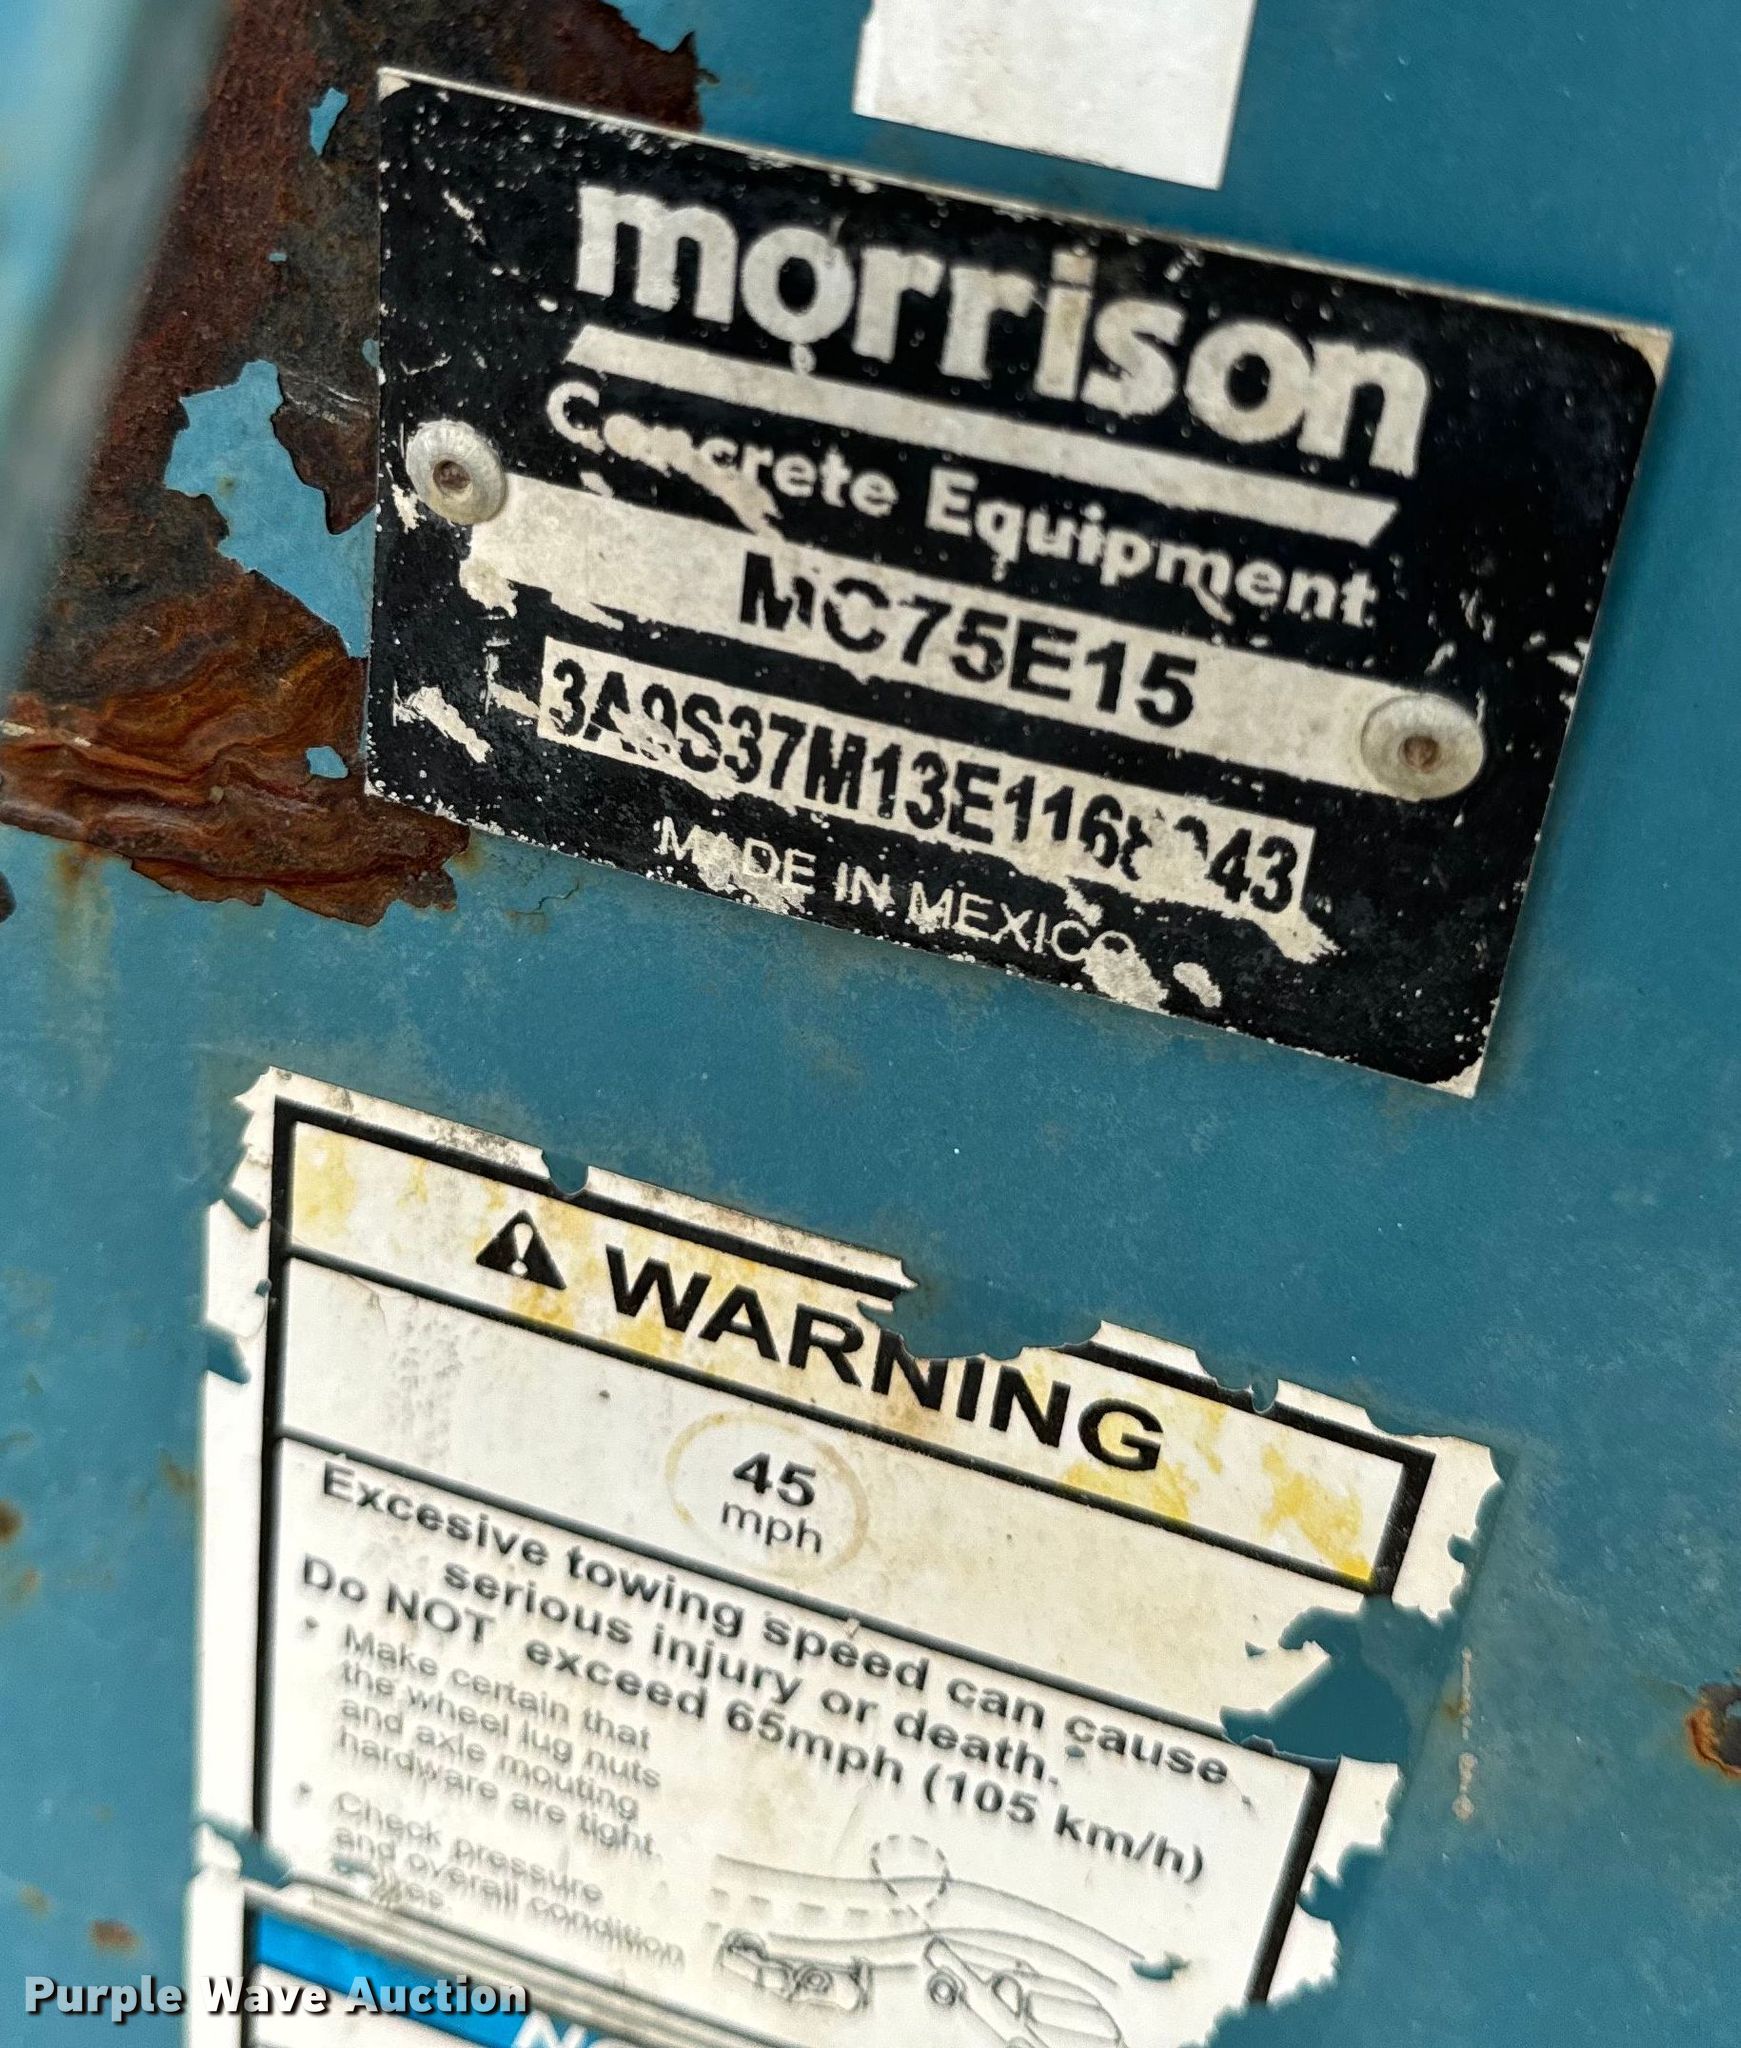 morrison
Concrete Equipment
MC75E15
MADE IN MEXICO
WARNING
45
mph
Excesive towing speed can cause
serious injury or death.
Do NOT exceed 65mph (105 km/h)
• Make certain that
the wheel lug nuts
and axle mouting
hardware are tight.
• Check pressure
and overall condition
Purple Wave Auction